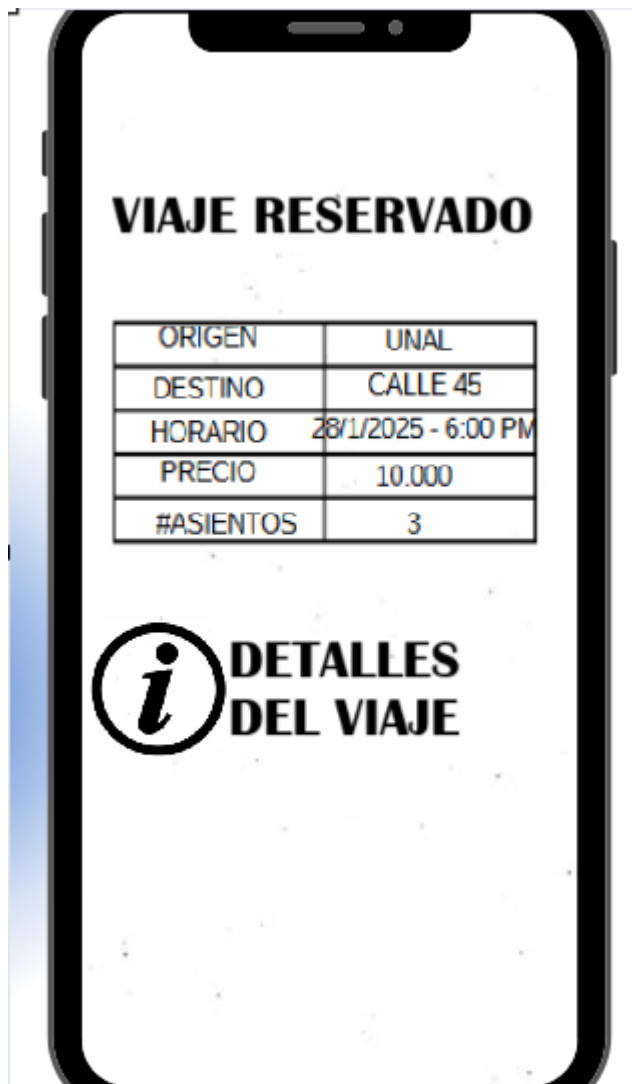 VIAJE RESERVADO
ORIGEN UNAL
DESTINO CALLE 45
HORARIO 28/1/2025 - 6:00 PM
PRECIO 10.000
#ASIENTOS 3
i DETALLES
DEL VIAJE